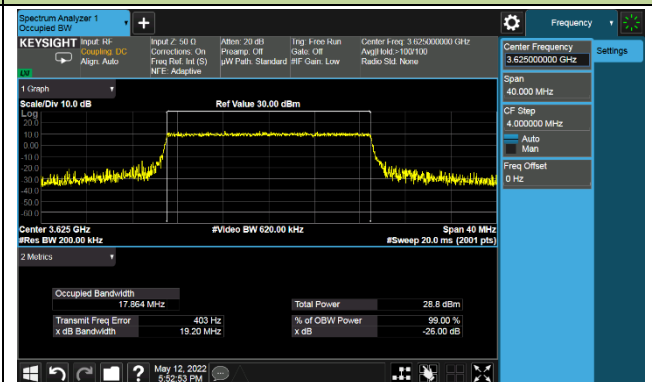 Spectrum Analyzer 1
Occupied BW
+
Frequency
KEYSIGHT
Input: RF
Coupling: DC
Align: Auto
Input Z: 50 Ω
Corrections: On
Freq Ref: Int (S)
NFE: Adaptive
Atten: 20 dB
Preamp: Off
µW Path: Standard
Trig: Free Run
Gate: Off
#IF Gain: Low
Center Freq: 3.625000000 GHz
Avg|Hold:>100/100
Radio Std: None
Center Frequency
3.625000000 GHz
Settings
Span
40.000 MHz
CF Step
4.000000 MHz
Auto
Man
Freq Offset
0 Hz
1 Graph
Scale/Div 10.0 dB
Ref Value 30.00 dBm
Log
20.0
10.0
0.00
-10.0
-20.0
-30.0
-40.0
-50.0
-60.0
Center 3.625 GHz
#Video BW 620.00 kHz
Span 40 MHz
#Res BW 200.00 kHz
#Sweep 20.0 ms (2001 pts)
2 Metrics
Occupied Bandwidth
17.864 MHz
Total Power
28.8 dBm
Transmit Freq Error
403 Hz
% of OBW Power
99.00 %
x dB Bandwidth
19.20 MHz
x dB
-26.00 dB
?
May 12, 2022
5:52:53 PM